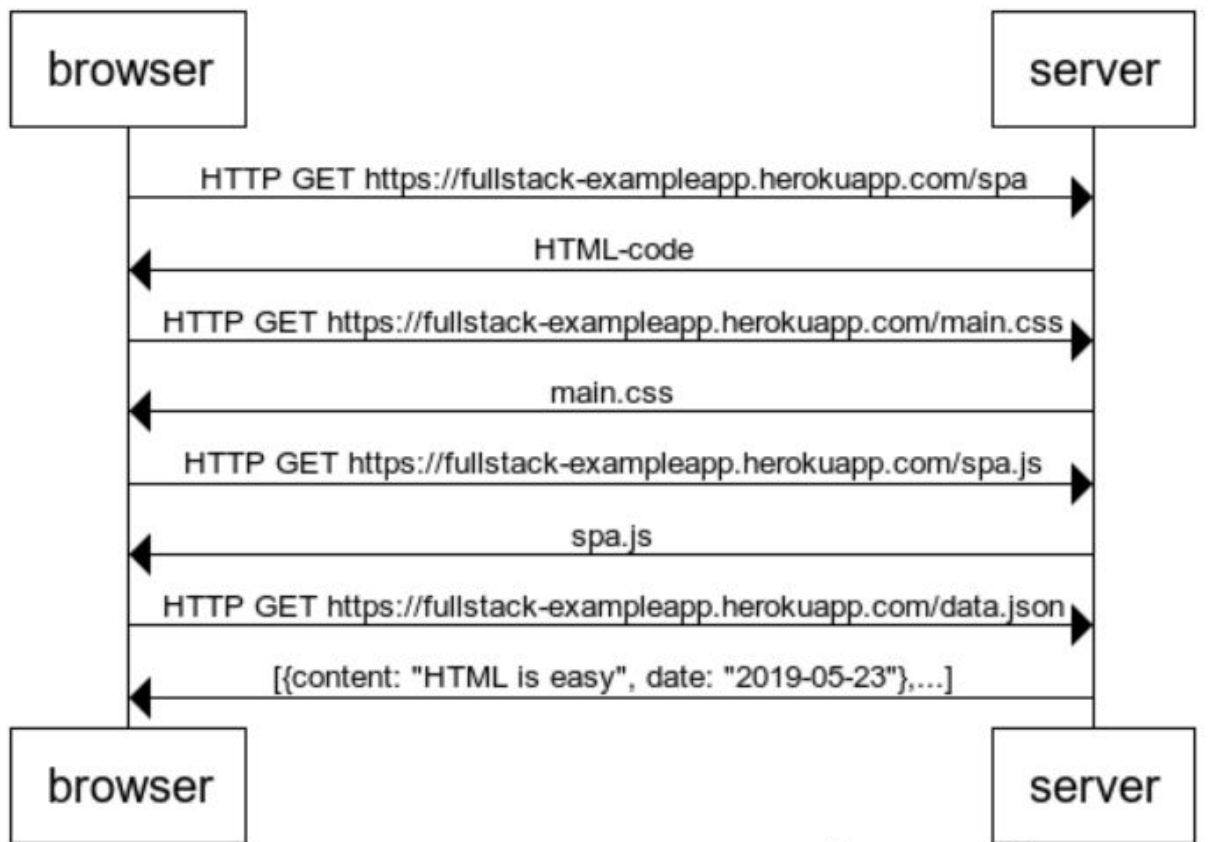 browser server
HTTP GET https://fullstack-exampleapp.herokuapp.com/spa
HTML-code
HTTP GET https://fullstack-exampleapp.herokuapp.com/main.css
main.css
HTTP GET https://fullstack-exampleapp.herokuapp.com/spa.js
spa.js
HTTP GET https://fullstack-exampleapp.herokuapp.com/data.json
[{content: "HTML is easy", date: "2019-05-23"},...]
browser server